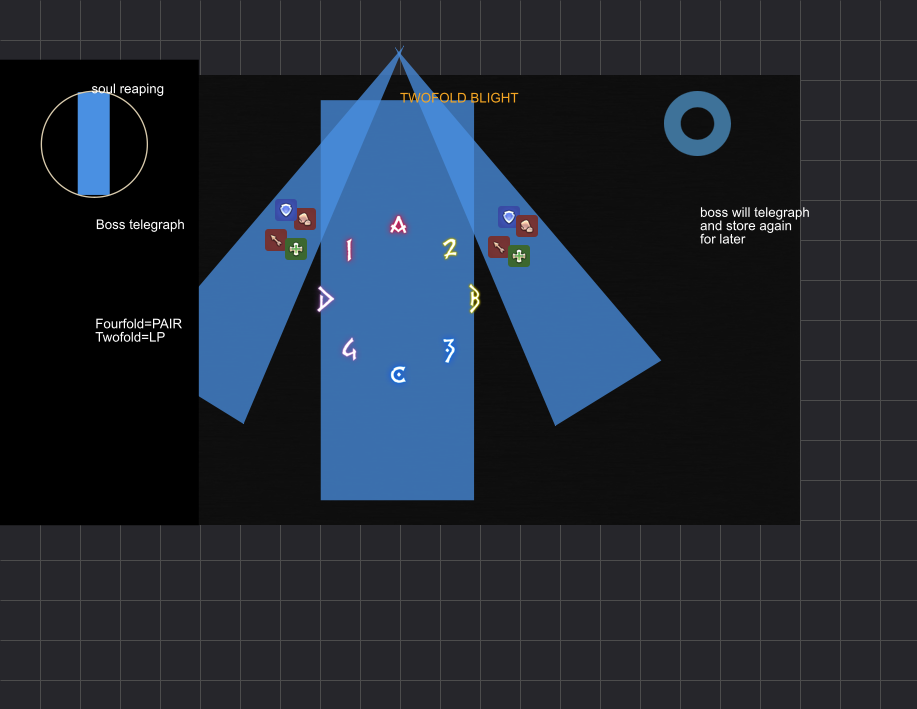 soul reaping
TWOFOLD BLIGHT
A
1
2
D
B
4
3
C
Boss telegraph
boss will telegraph
and store again
for later
Fourfold=PAIR
Twofold=LP